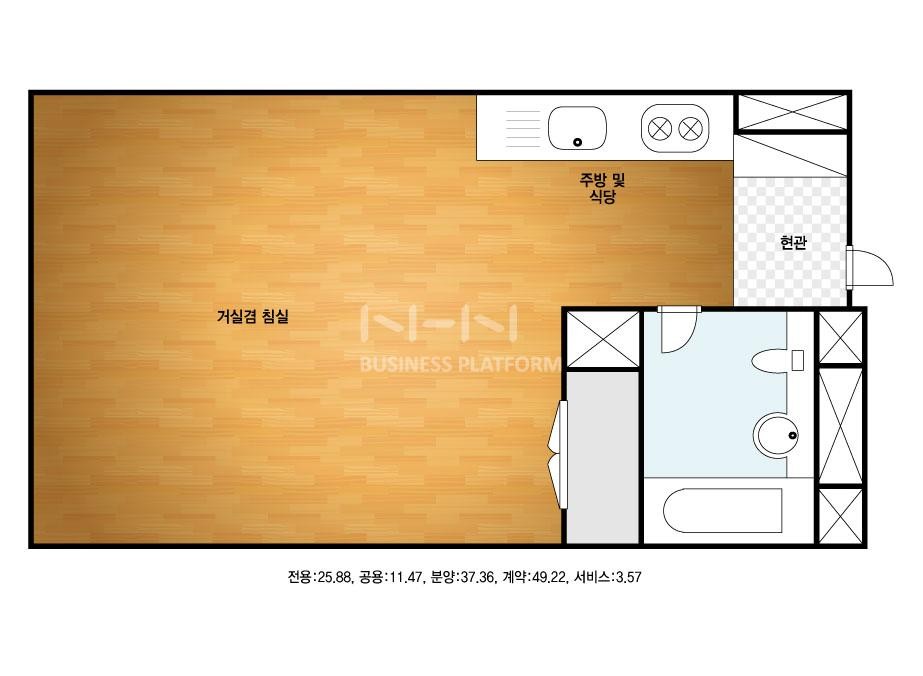 주방 및
식당
현관
거실겸 침실
N-N
BUSINESS PLATFORM
전용:25.88, 공용:11.47, 분양:37.36, 계약:49.22, 서비스:3.57